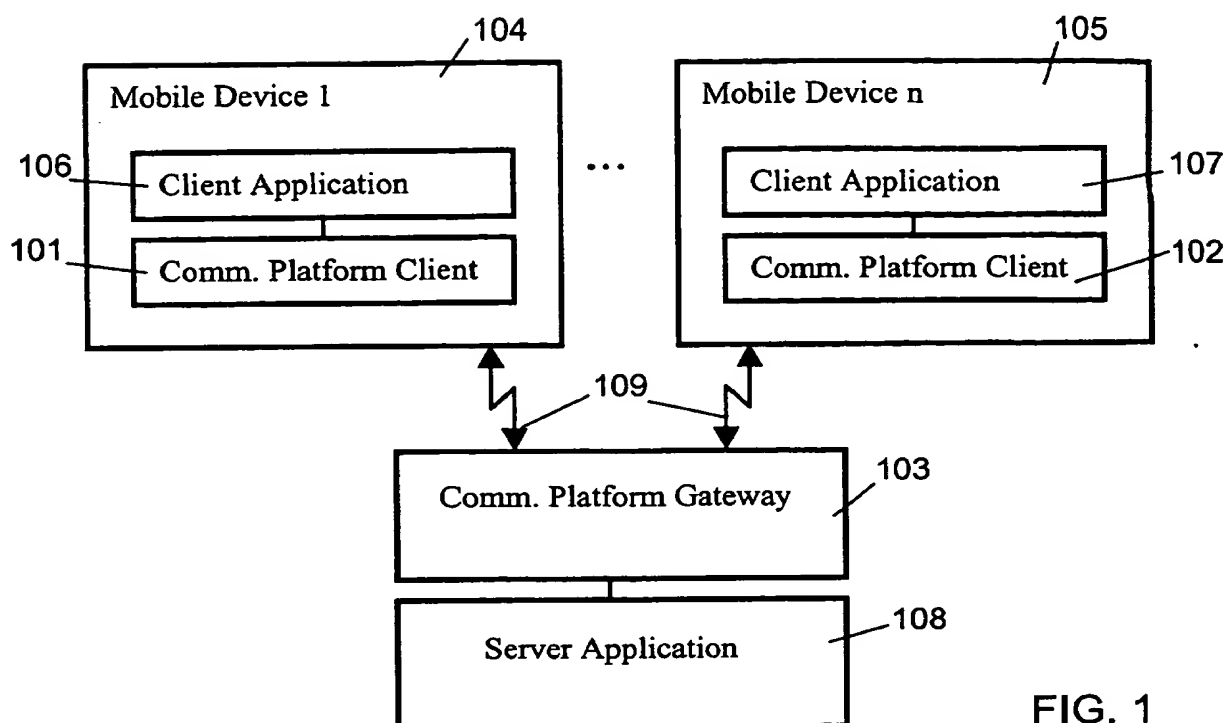 104
105
Mobile Device 1
Mobile Device n
106
Client Application
...
Client Application
107
101
Comm. Platform Client
Comm. Platform Client
102
109
Comm. Platform Gateway
103
Server Application
108
FIG. 1